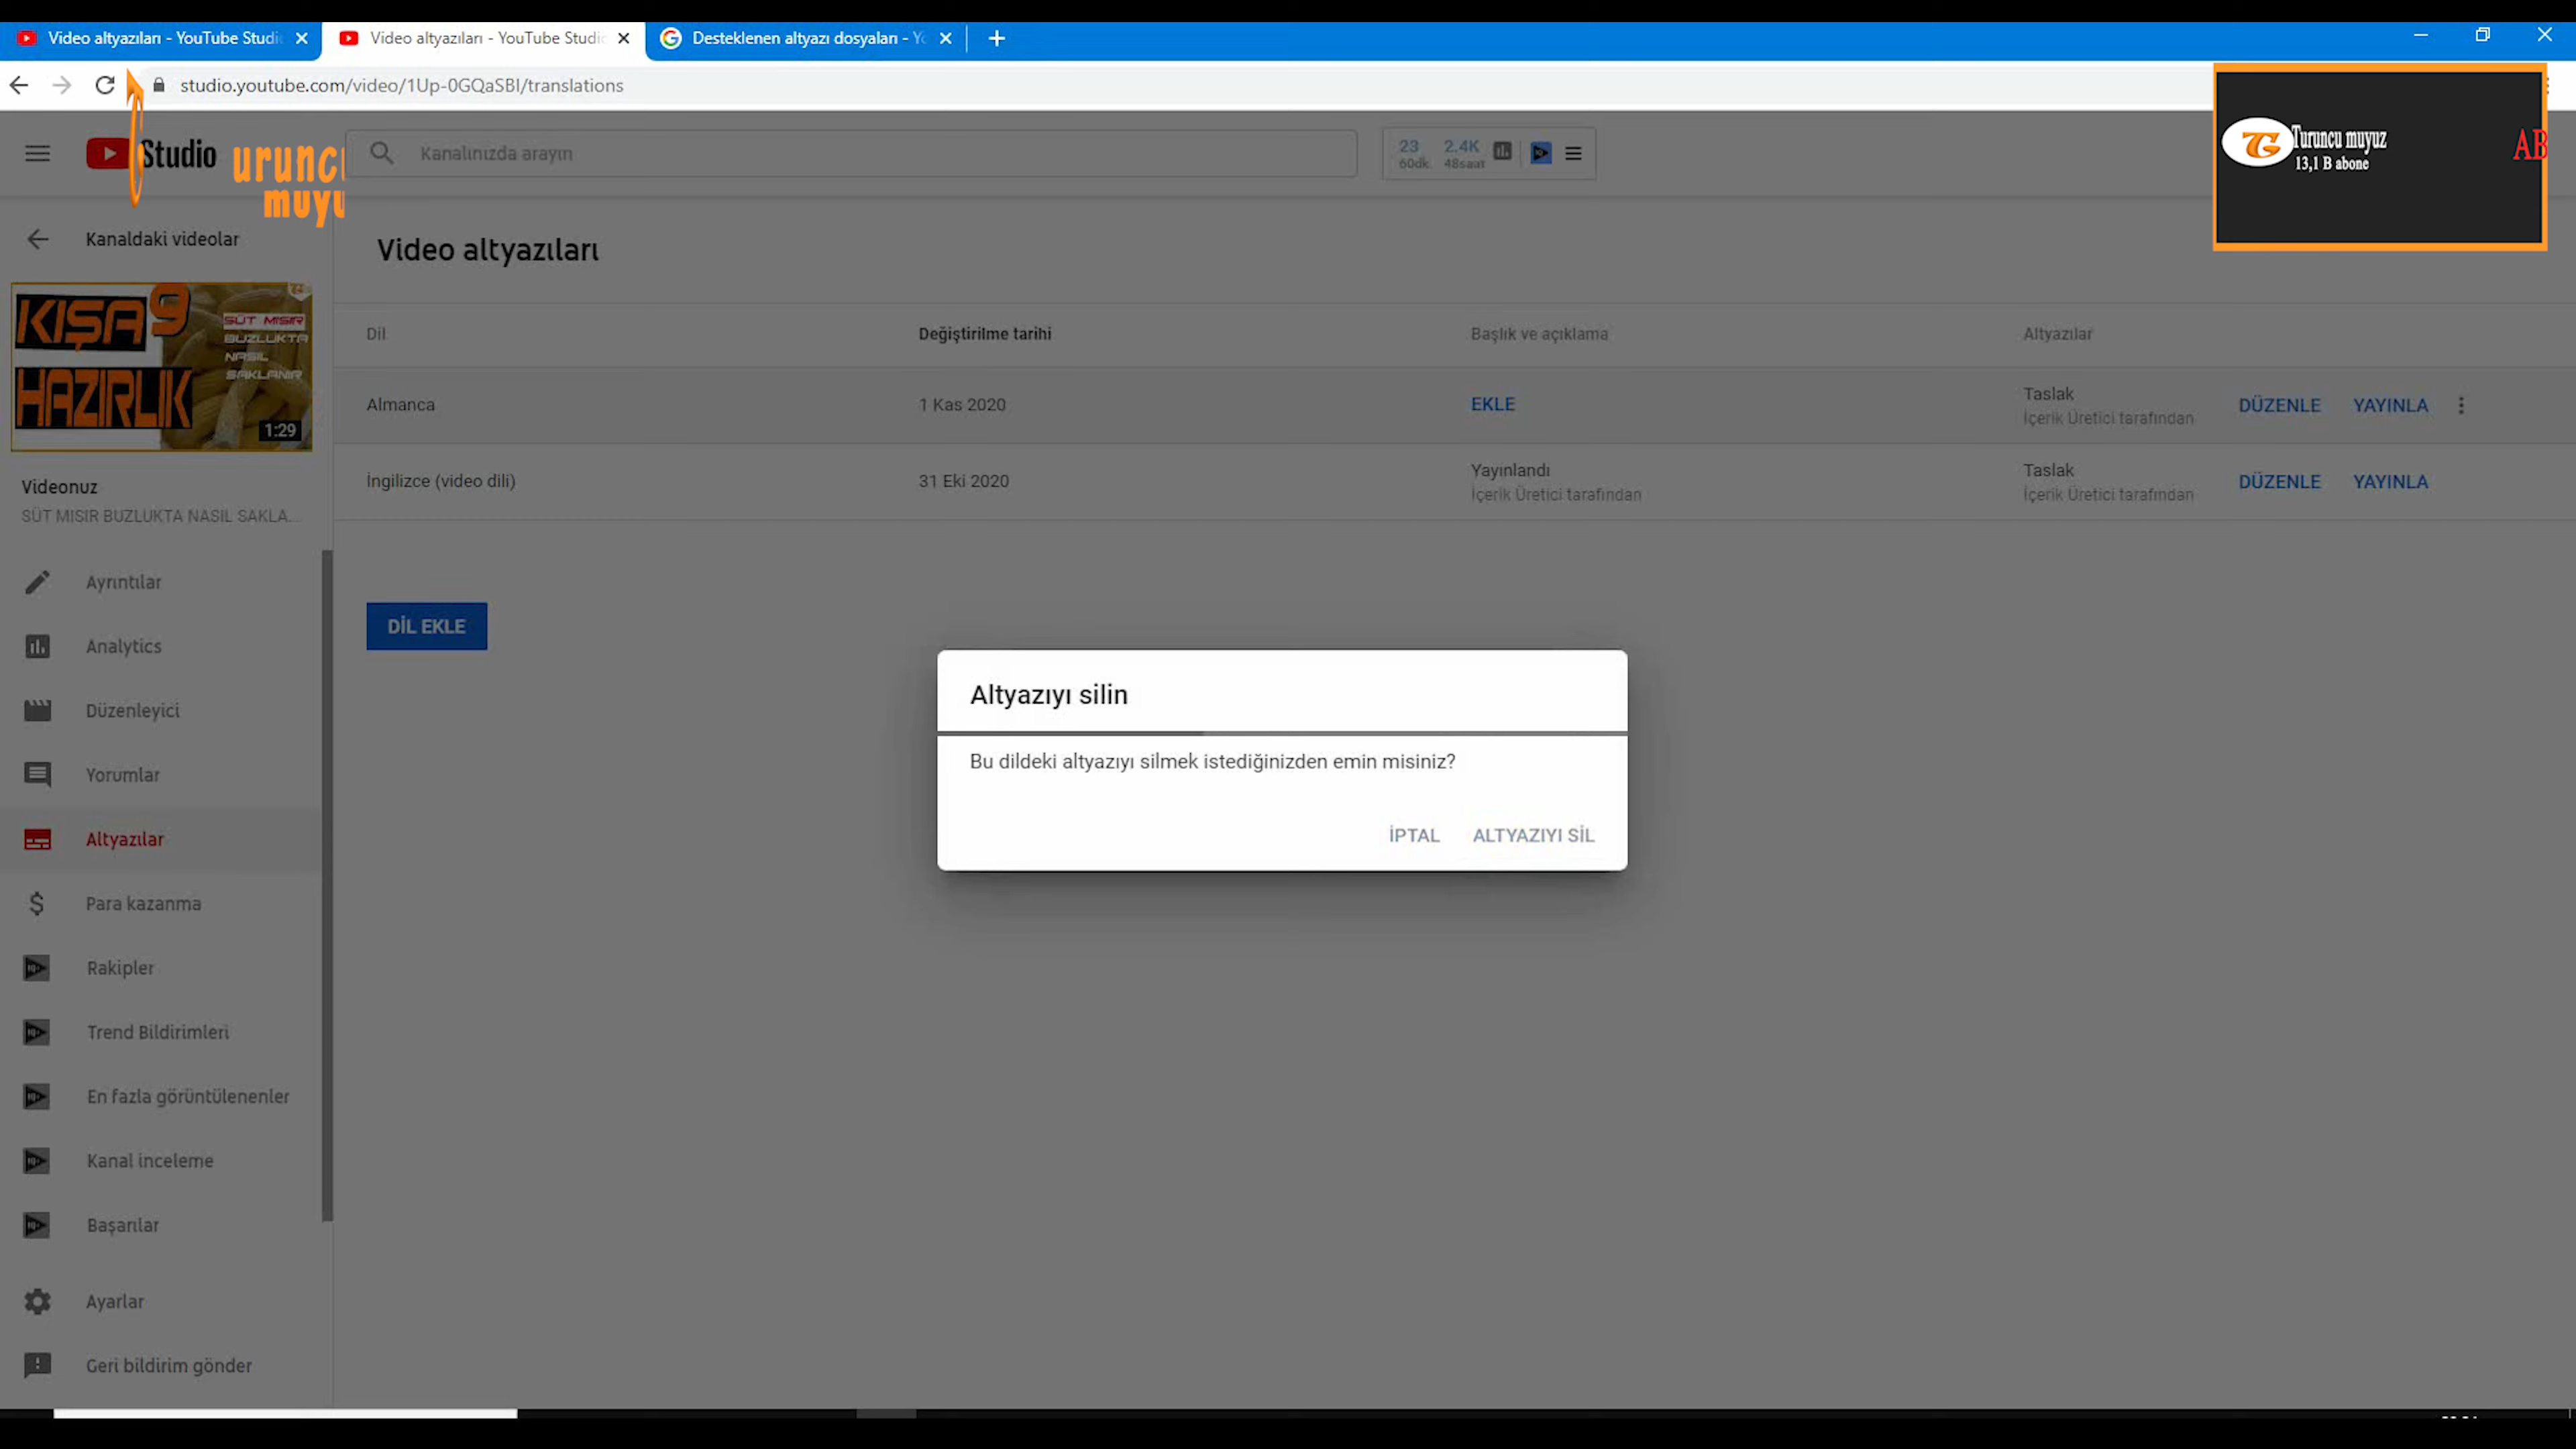 Video altyazıları - YouTube Studi
Video altyazıları - YouTube Studi
Desteklenen altyazı dosyaları - Yo
studio.youtube.com/video/1Up-0GQaSBI/translations
Studio
uruncu
muyu
Kanalınızda arayın
23
60dk
2.4K
48saat
Turuncu muyuz
13,1 B abone
AB
Kanaldaki videolar
Video altyazıları
KIŞA 9
HAZIRLIK
SÜT MISIR
BUZLUKTA
NASIL
SAKLANIR
1:29
Dil
Değiştirilme tarihi
Başlık ve açıklama
Altyazılar
Almanca
1 Kas 2020
EKLE
Taslak
İçerik Üretici tarafından
DÜZENLE
YAYINLA
İngilizce (video dili)
31 Eki 2020
Yayınlandı
İçerik Üretici tarafından
Taslak
İçerik Üretici tarafından
DÜZENLE
YAYINLA
Videonuz
SÜT MISIR BUZLUKTA NASIL SAKLA...
Ayrıntılar
Analytics
Düzenleyici
Yorumlar
Altyazılar
Para kazanma
Rakipler
Trend Bildirimleri
En fazla görüntülenenler
Kanal inceleme
Başarılar
Ayarlar
Geri bildirim gönder
DİL EKLE
Altyazıyı silin
Bu dildeki altyazıyı silmek istediğinizden emin misiniz?
İPTAL
ALTYAZIYI SİL